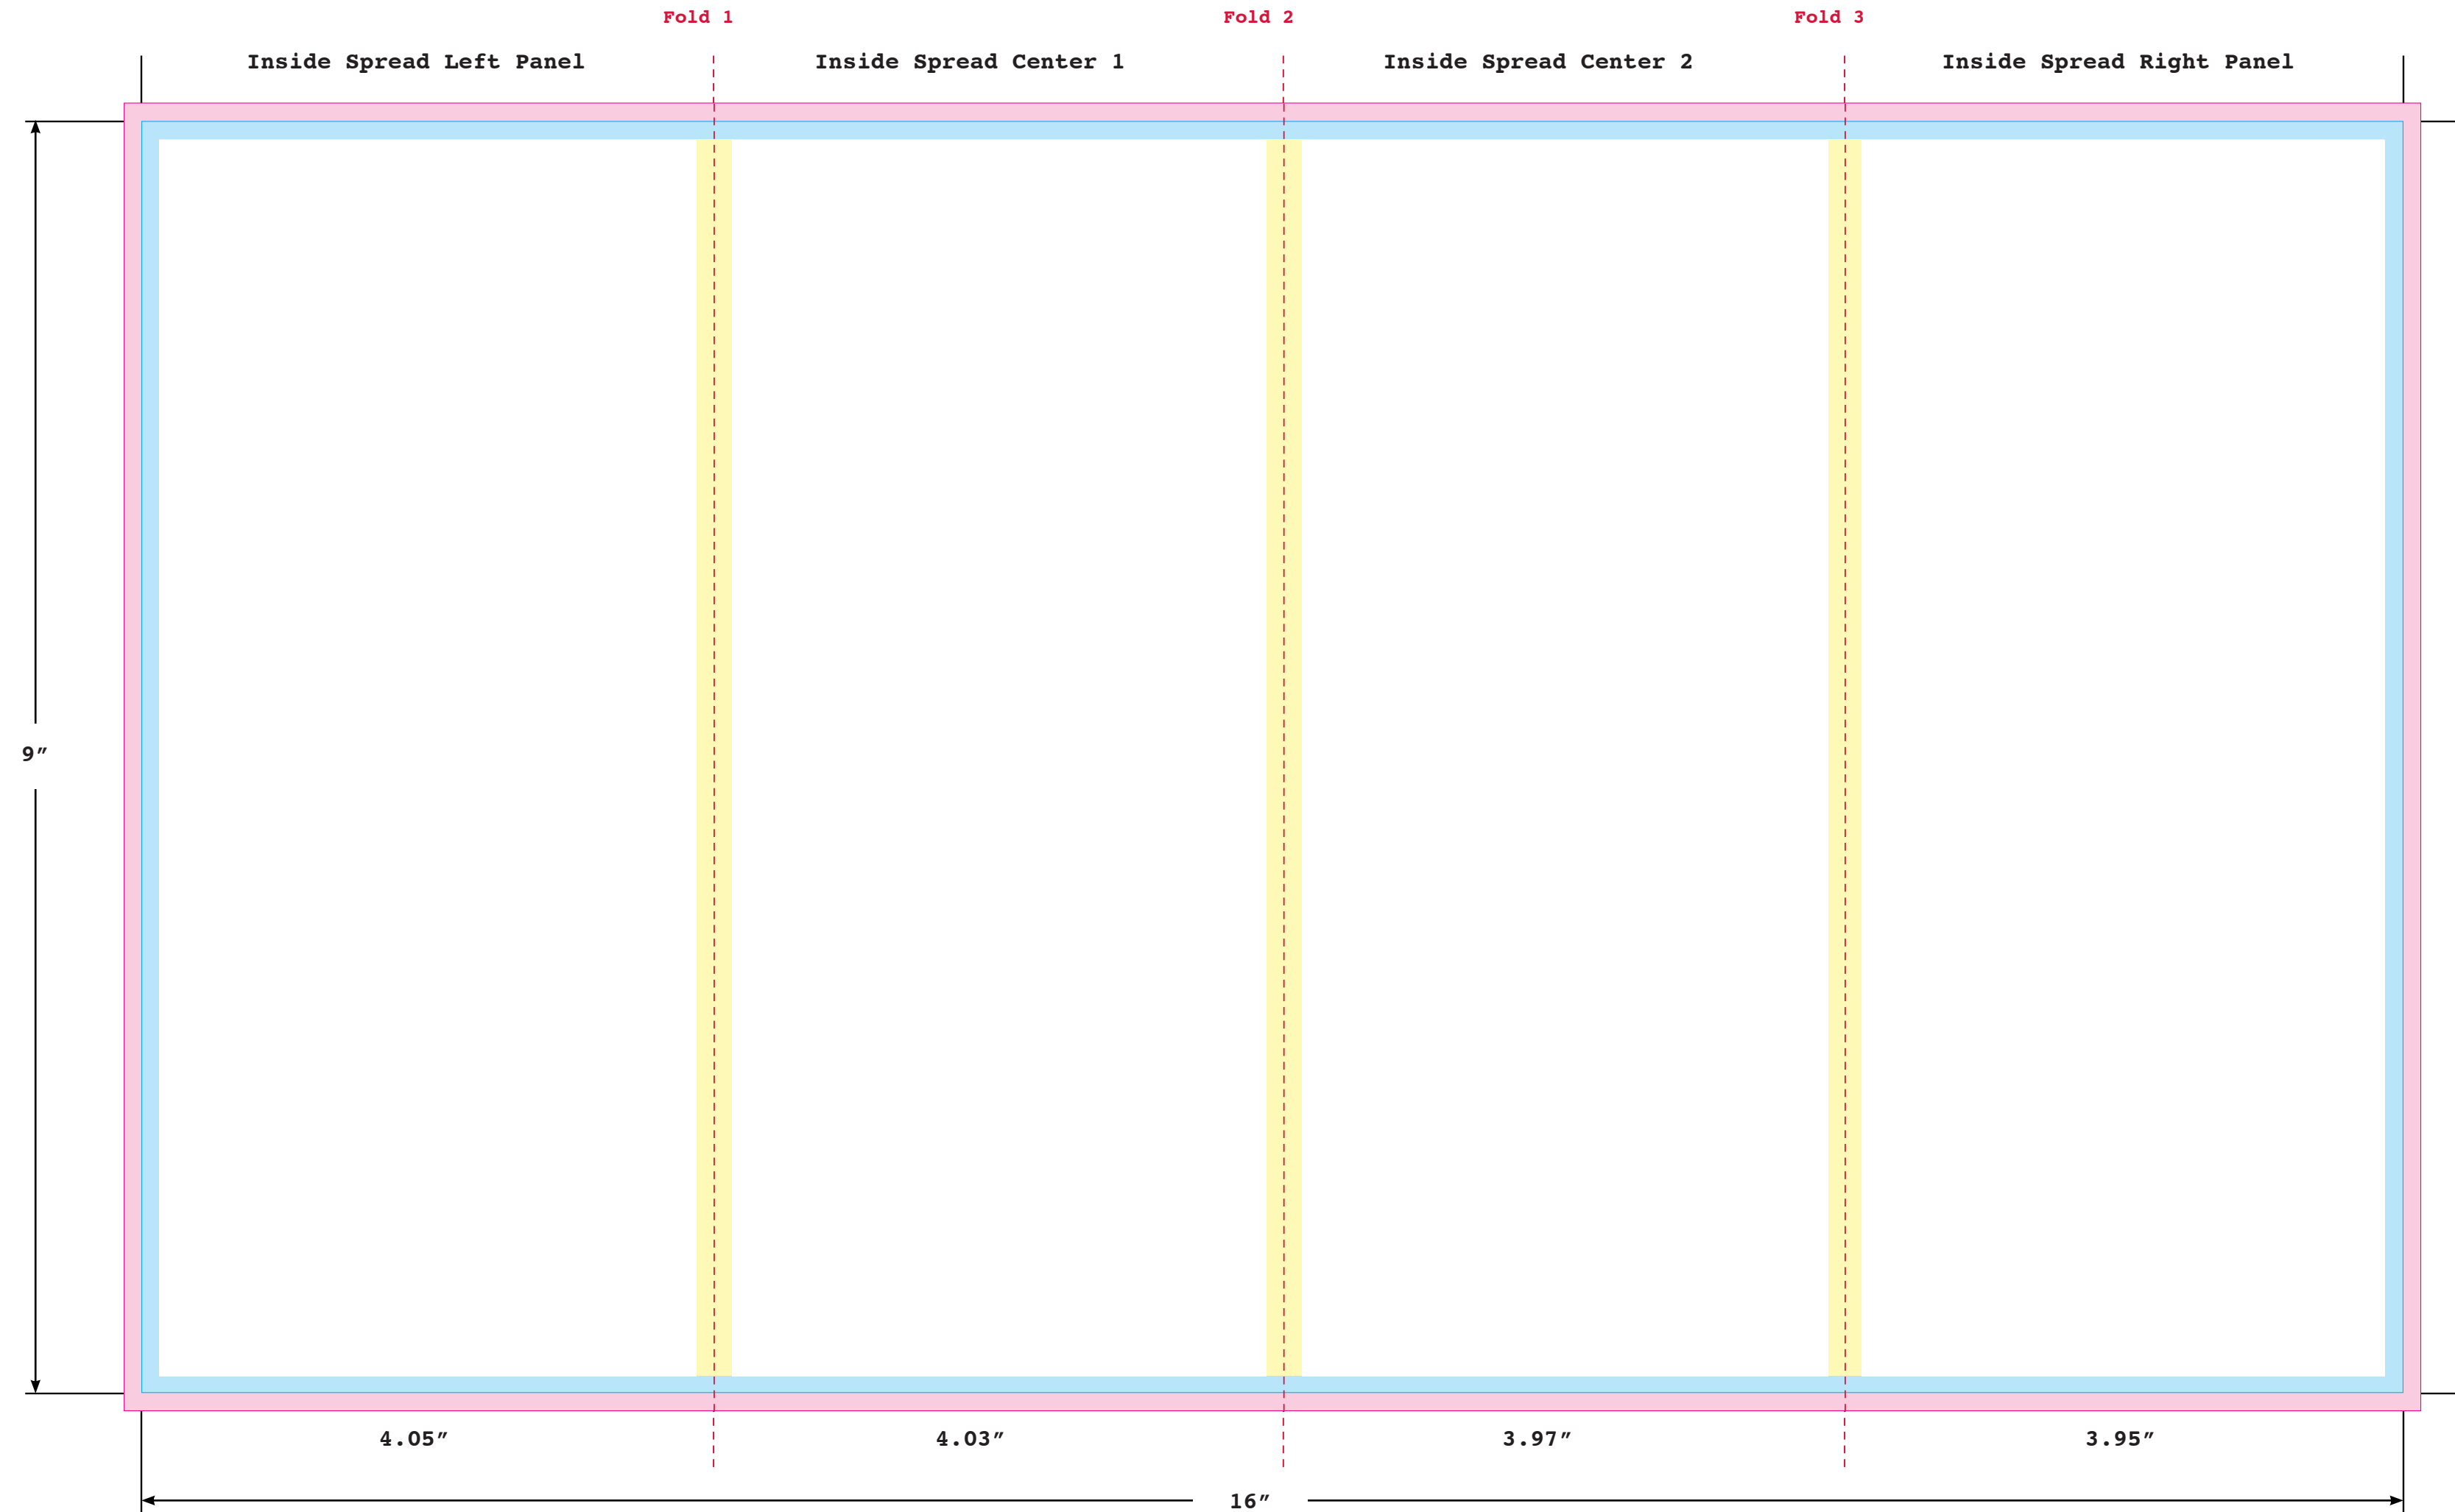 Fold 1
Fold 2
Fold 3
Inside Spread Left Panel
Inside Spread Center 1
Inside Spread Center 2
Inside Spread Right Panel
9″
4.05″
4.03″
3.97″
3.95″
16″